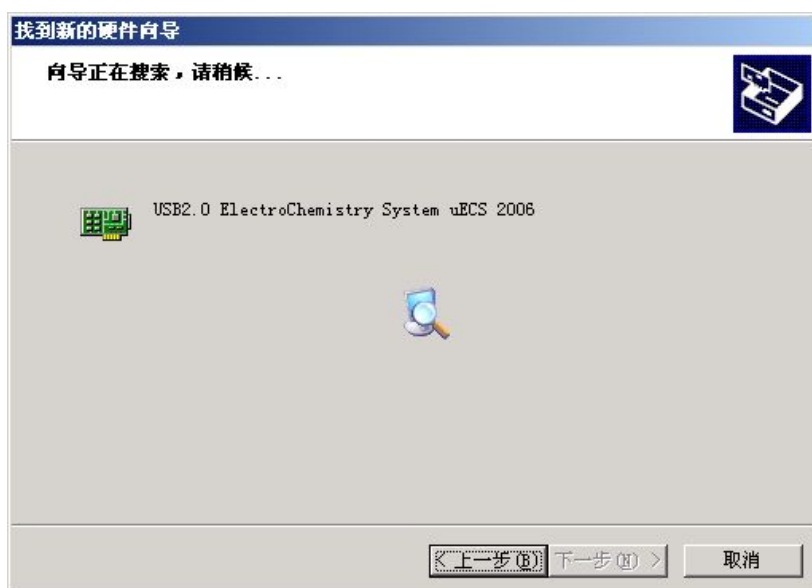 找到新的硬件向导
向导正在搜索，请稍候...
USB2.0 ElectroChemistry System uECS 2006
< 上一步(B) 下一步(N) > 取消